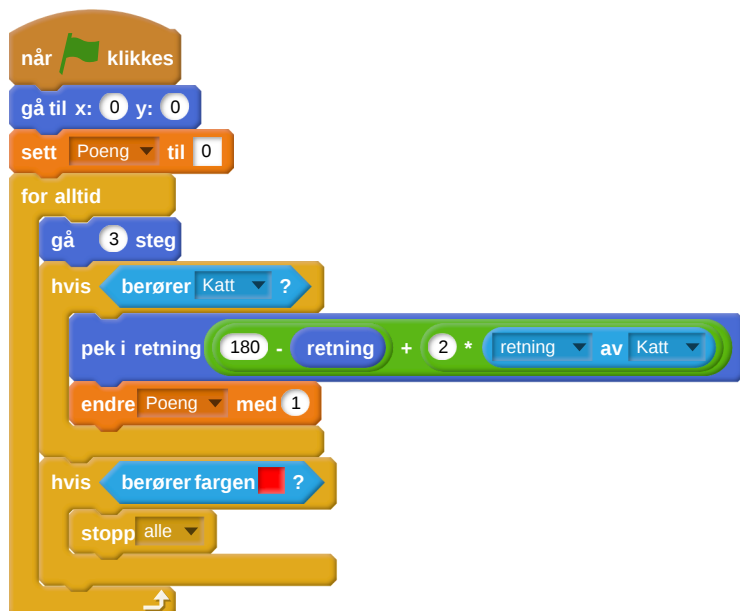 når klikkes
gå til x: 0 y: 0
sett Poeng til 0
for alltid
gå 3 steg
hvis berører Katt ?
pek i retning 180 - retning + 2 * retning av Katt
endre Poeng med 1
hvis berører fargen ?
stopp alle